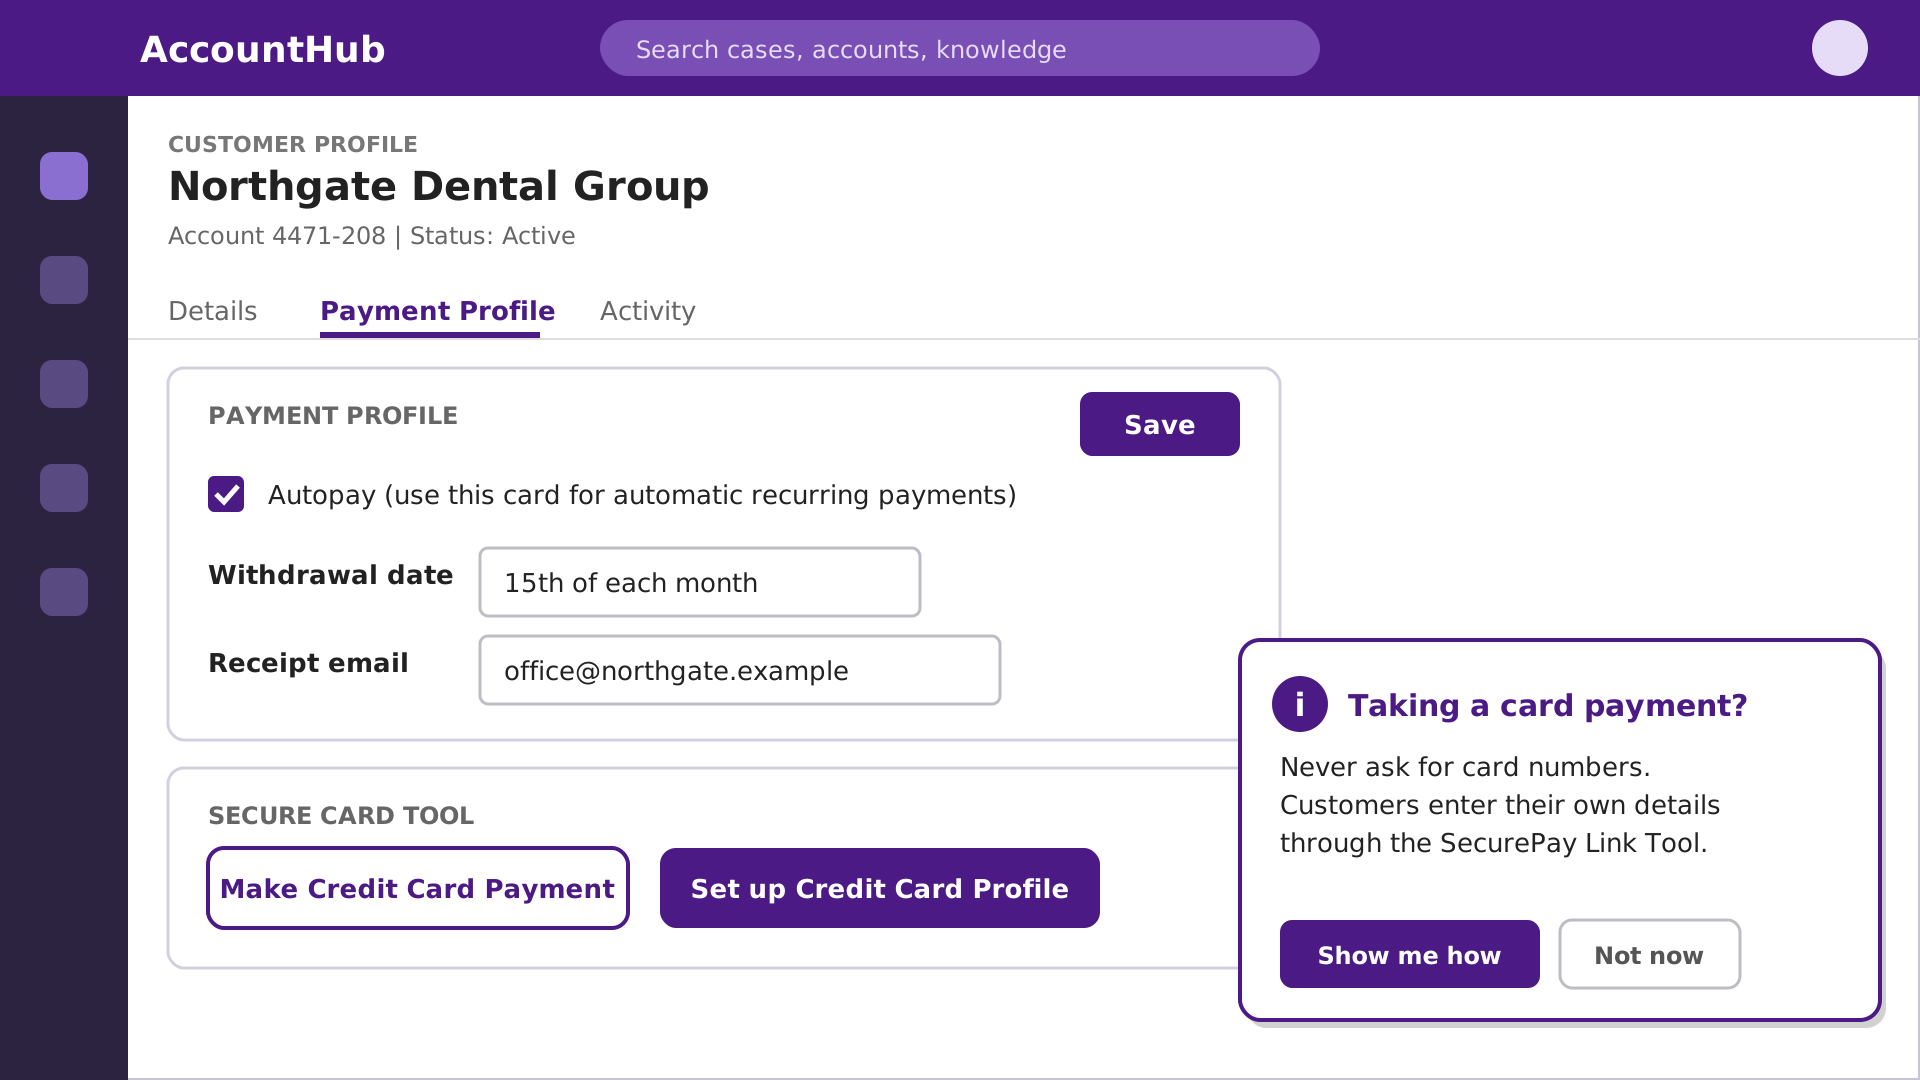 AccountHub
Search cases, accounts, knowledge
CUSTOMER PROFILE
Northgate Dental Group
Account 4471-208 | Status: Active
Details
Payment Profile
Activity
PAYMENT PROFILE
Save
Autopay (use this card for automatic recurring payments)
Withdrawal date
15th of each month
Receipt email
office@northgate.example
SECURE CARD TOOL
Make Credit Card Payment
Set up Credit Card Profile
i
Taking a card payment?
Never ask for card numbers.
Customers enter their own details
through the SecurePay Link Tool.
Show me how
Not now